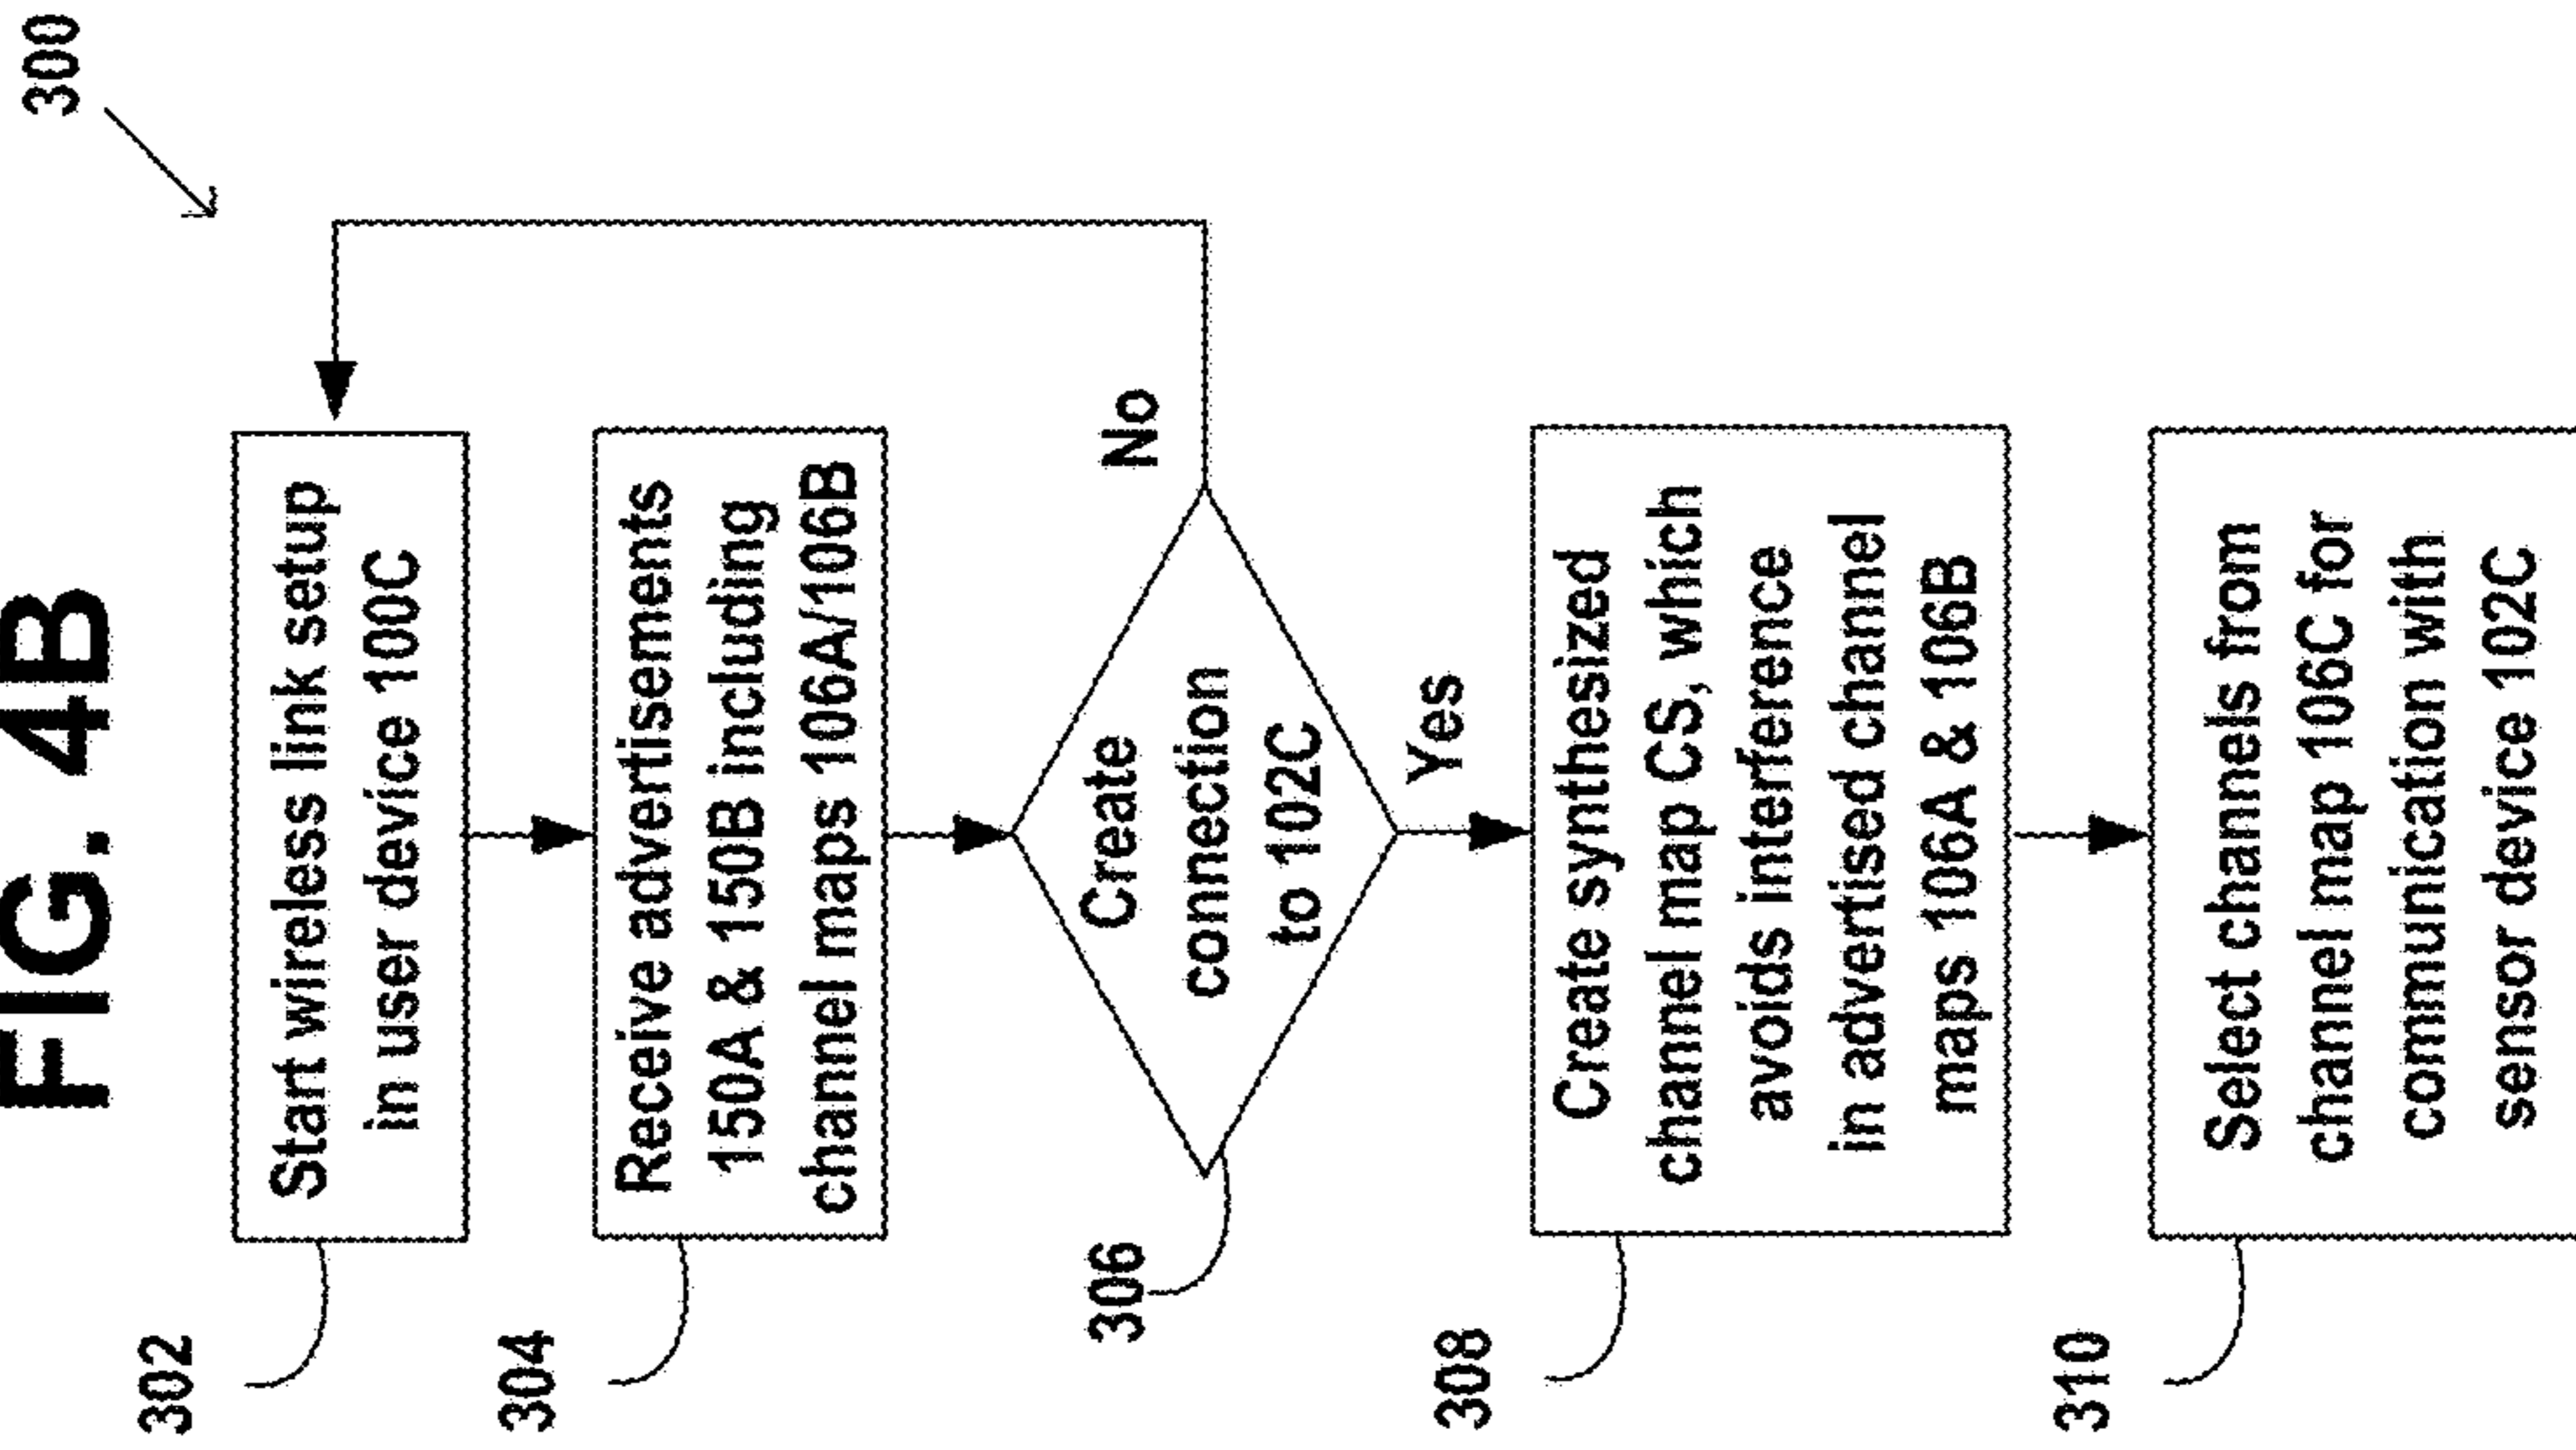 FIG. 4B
300
302
Start wireless link setup
in user device 100C
304
Receive advertisements
150A & 150B including
channel maps 106A/106B
306
Create
connection
to 102C
No
Yes
308
Create synthesized
channel map CS, which
avoids interference
in advertised channel
maps 106A & 106B
310
Select channels from
channel map 106C for
communication with
sensor device 102C